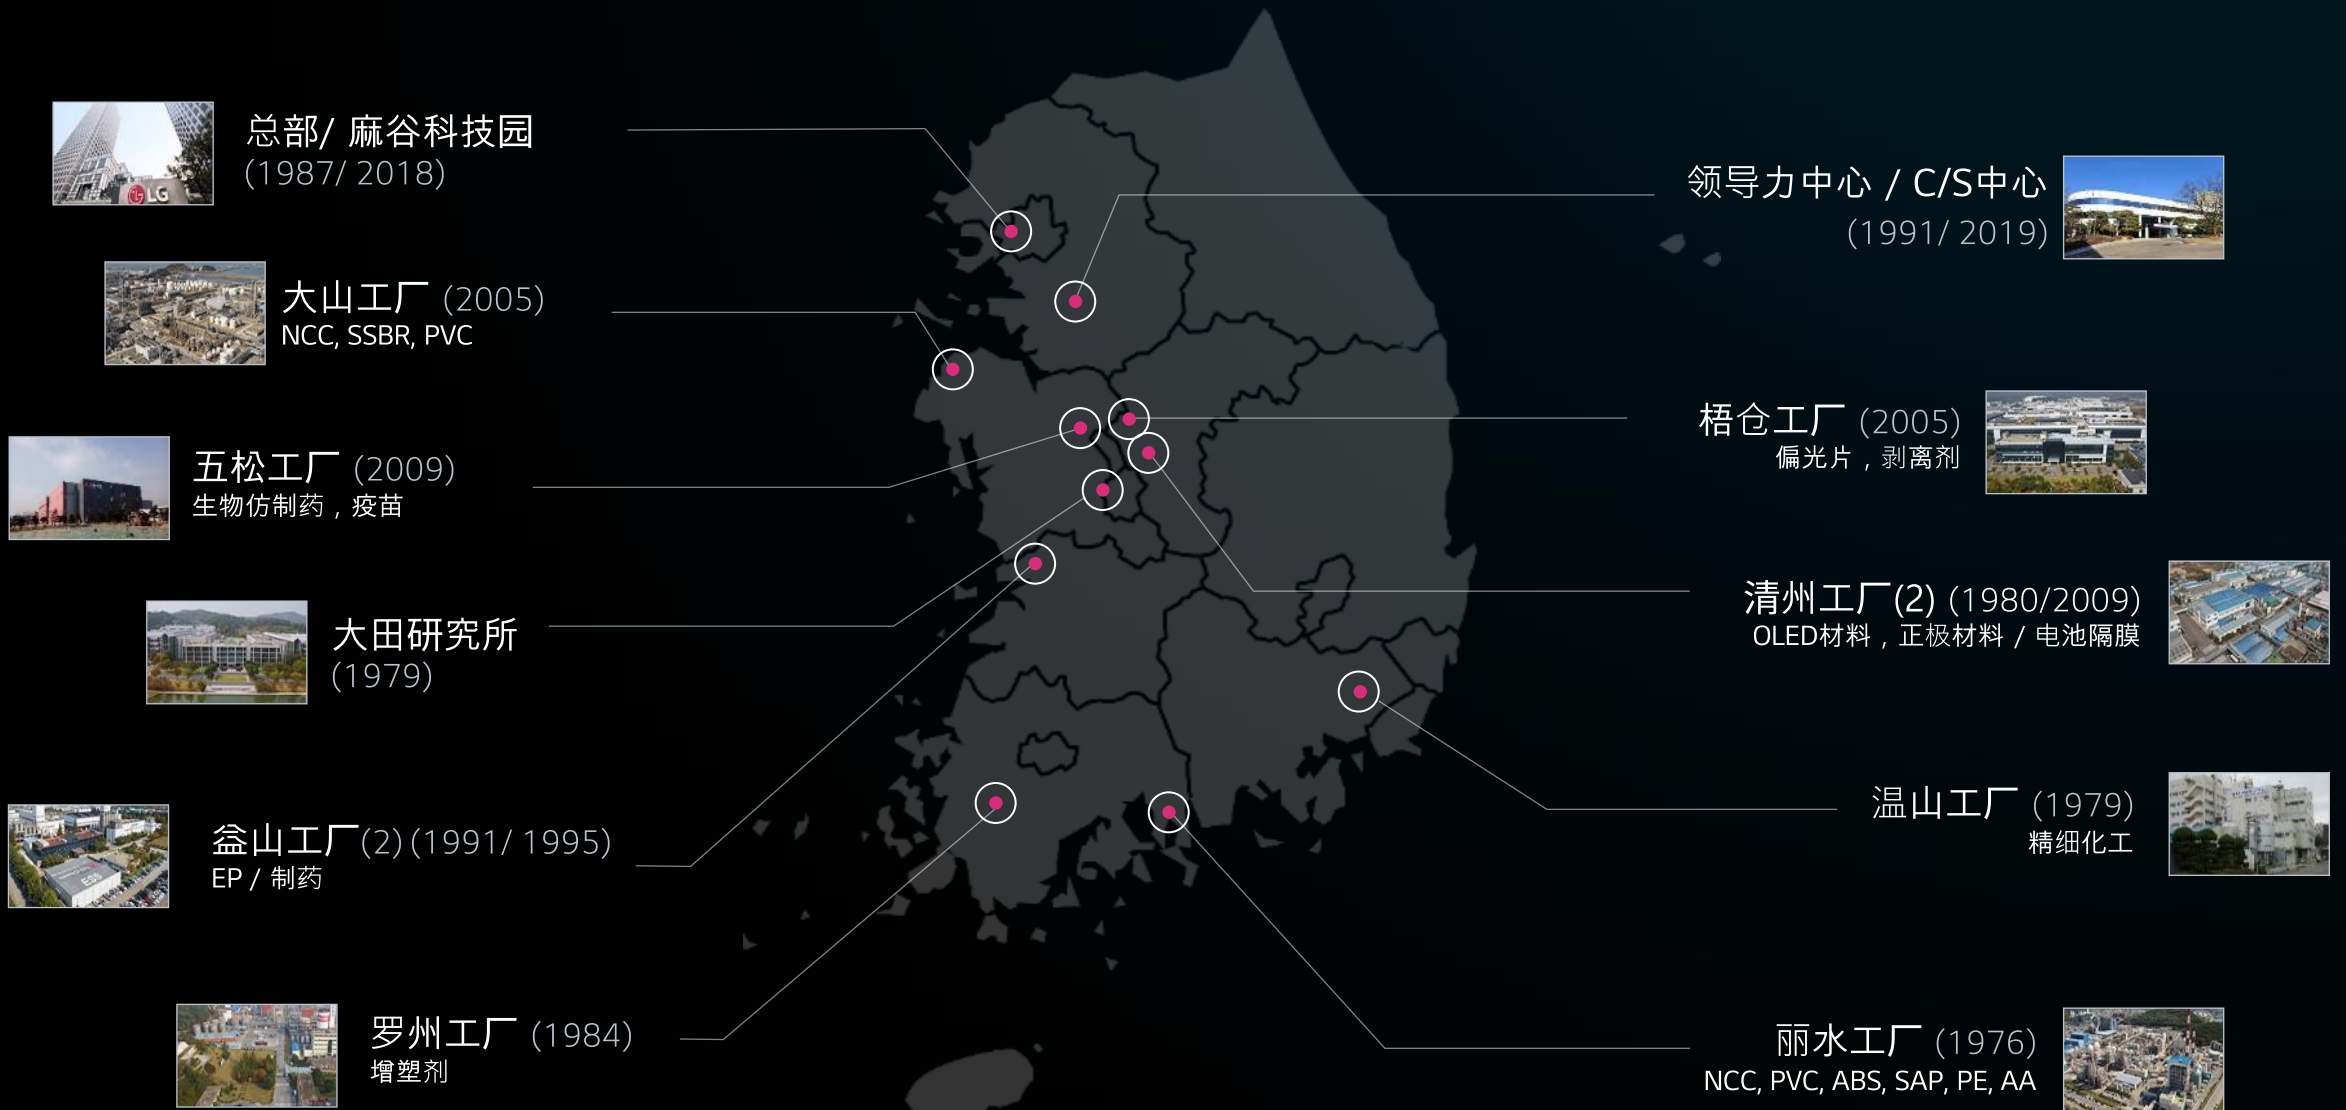 总部/ 麻谷科技园
(1987/ 2018)
LG
大山工厂 (2005)
NCC, SSBR, PVC
五松工厂 (2009)
生物仿制药 , 疫苗
大田研究所
(1979)
益山工厂(2) (1991/ 1995)
EP / 制药
罗州工厂 (1984)
增塑剂
领导力中心 / C/S中心
(1991/ 2019)
梧仓工厂 (2005)
偏光片 , 剥离剂
清州工厂(2) (1980/2009)
OLED材料 , 正极材料 / 电池隔膜
温山工厂 (1979)
精细化工
丽水工厂 (1976)
NCC, PVC, ABS, SAP, PE, AA